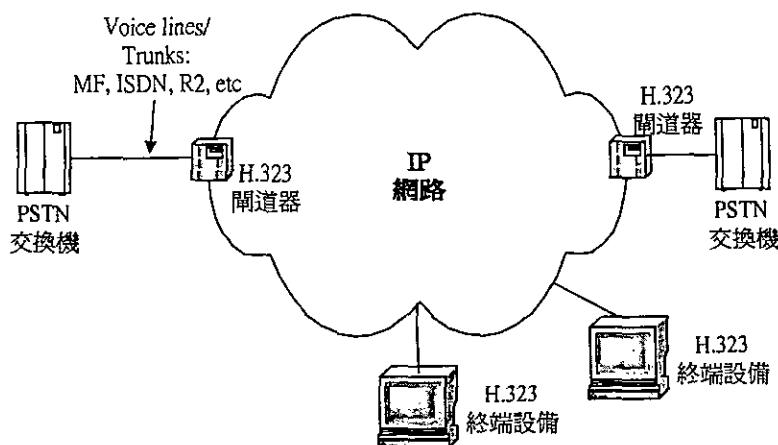 Voice lines/
Trunks:
MF, ISDN, R2, etc
PSTN
交換機
H.323
閘道器
IP
網路
H.323
閘道器
PSTN
交換機
H.323
終端設備
H.323
終端設備